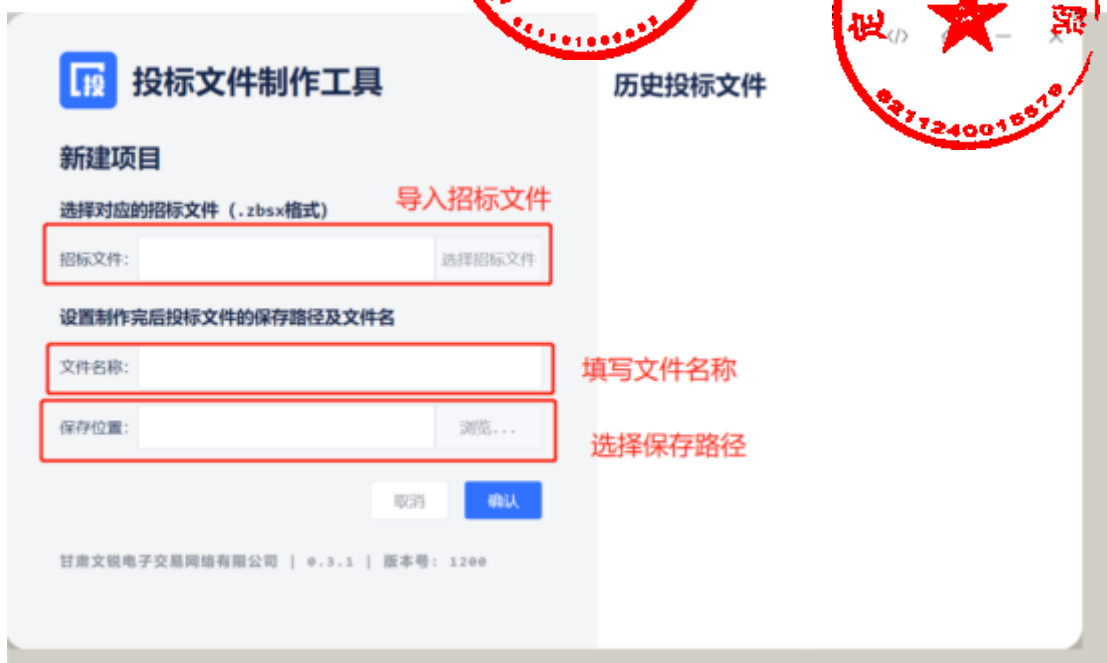 投标文件制作工具
历史投标文件
新建项目
导入招标文件
选择对应的招标文件（.zbsx格式）
招标文件：
选择招标文件
设置制作完后投标文件的保存路径及文件名
文件名称：
填写文件名称
保存位置：
浏览...
选择保存路径
取消
确认
甘肃文锐电子交易网络有限公司 | 0.3.1 | 版本号：1200
投
定
院